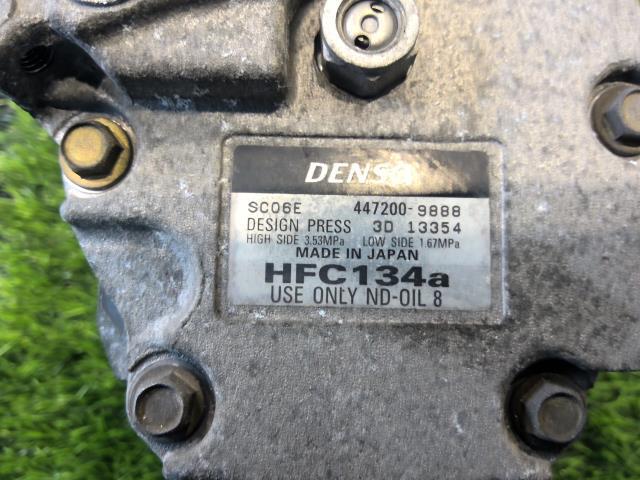 DENSO
SC06E 447200-9888
DESIGN PRESS 3D 13354
HIGH SIDE 3.53MPa LOW SIDE 1.67MPa
MADE IN JAPAN
HFC134a
USE ONLY ND-OIL 8